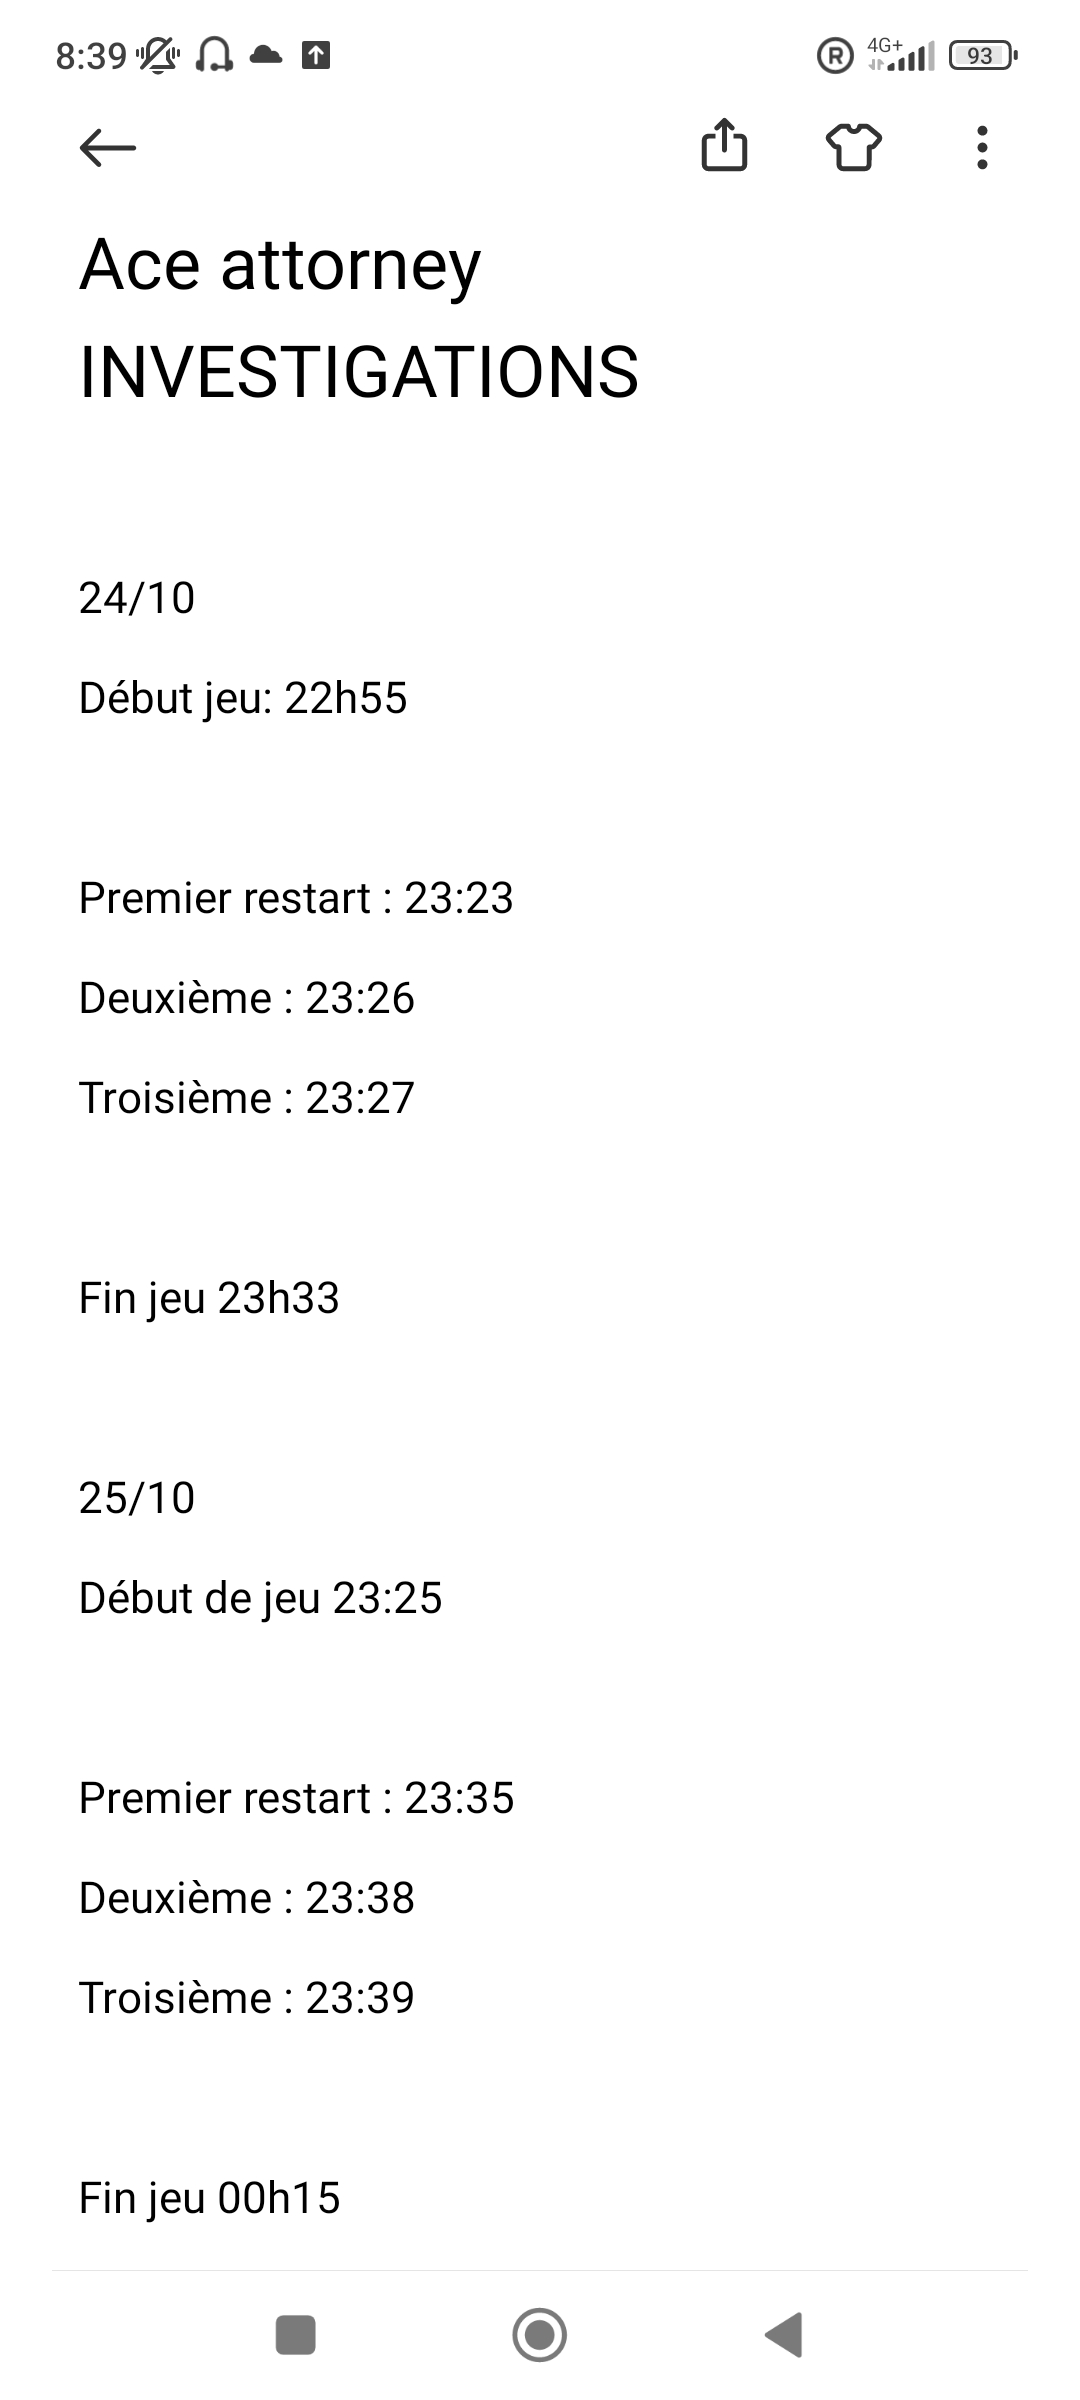 8:39
4G+
93
Ace attorney
INVESTIGATIONS
24/10
Début jeu: 22h55
Premier restart : 23:23
Deuxième : 23:26
Troisième : 23:27
Fin jeu 23h33
25/10
Début de jeu 23:25
Premier restart : 23:35
Deuxième : 23:38
Troisième : 23:39
Fin jeu 00h15